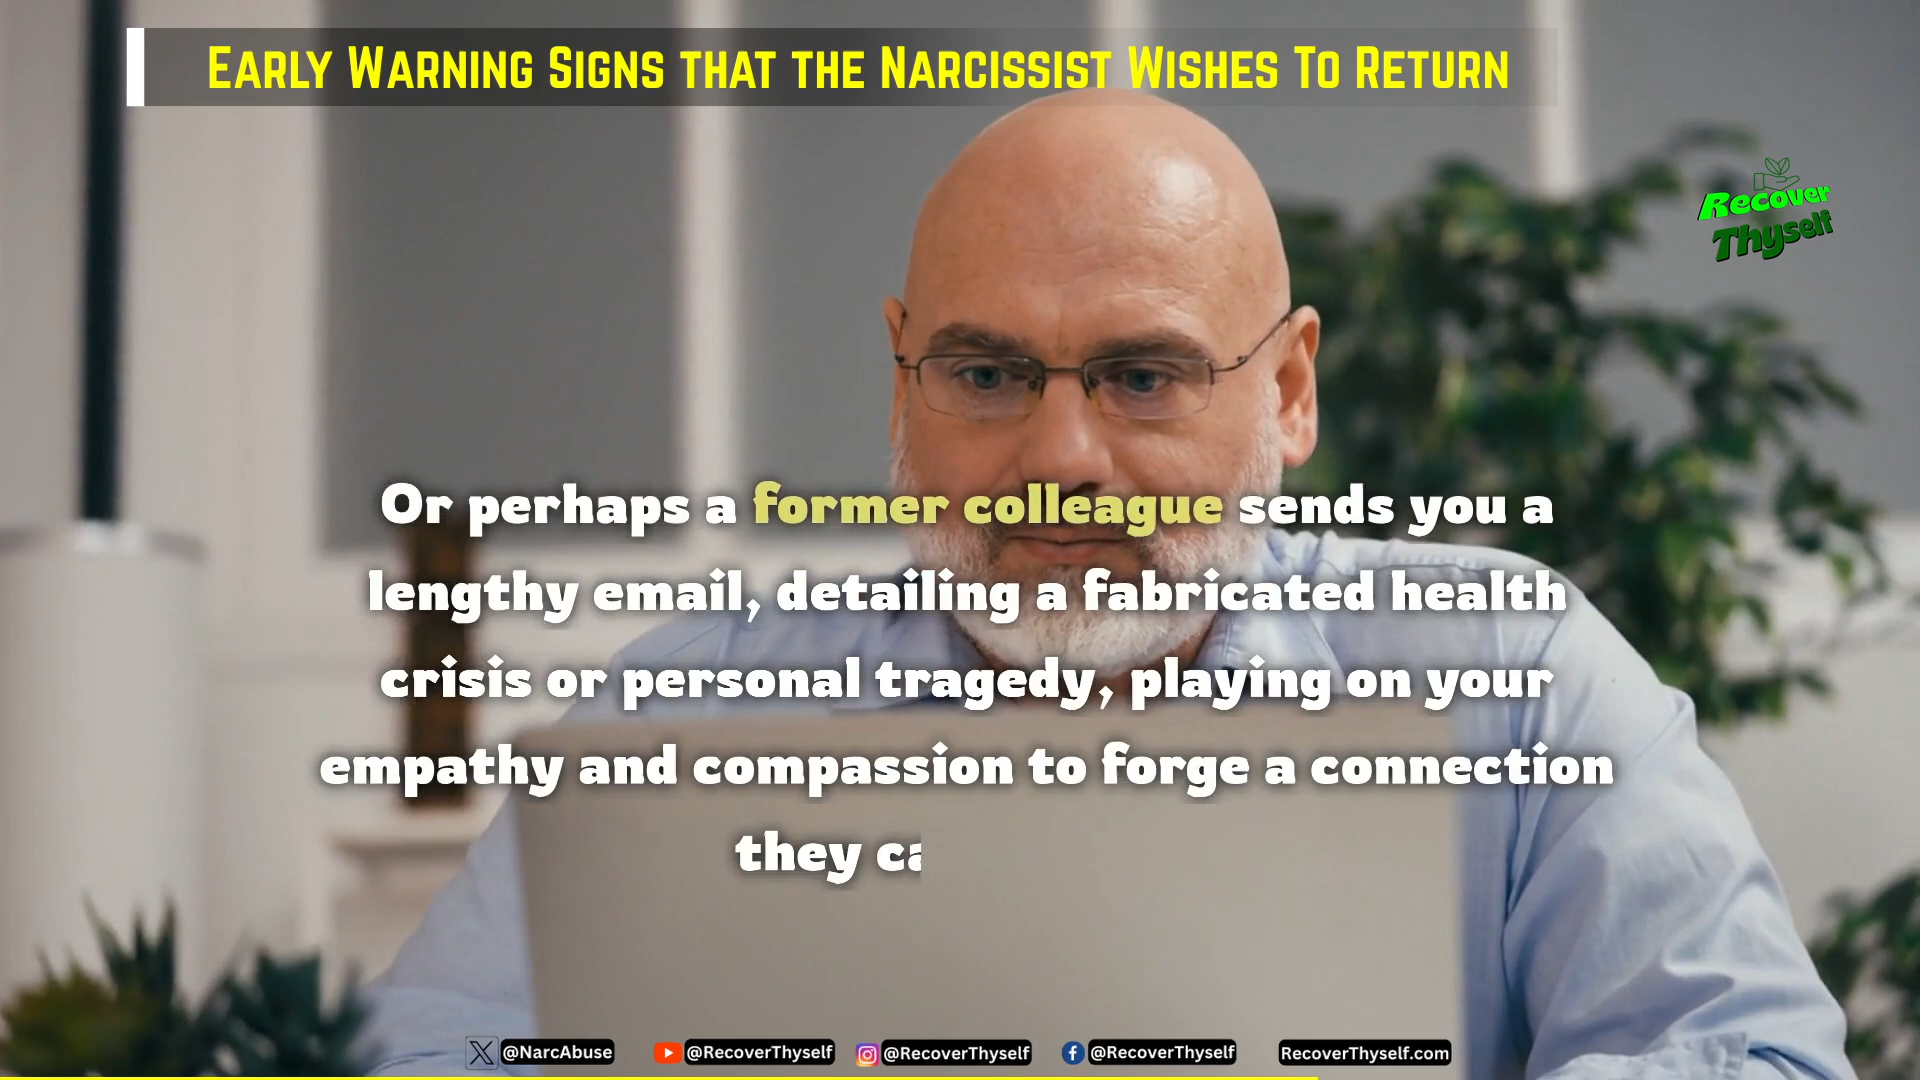 Early Warning Signs that the Narcissist Wishes To Return
Recover
Thyself
Or perhaps a former colleague sends you a
lengthy email, detailing a fabricated health
crisis or personal tragedy, playing on your
empathy and compassion to forge a connection
they ca
@NarcAbuse
@RecoverThyself
@RecoverThyself
@RecoverThyself
RecoverThyself.com